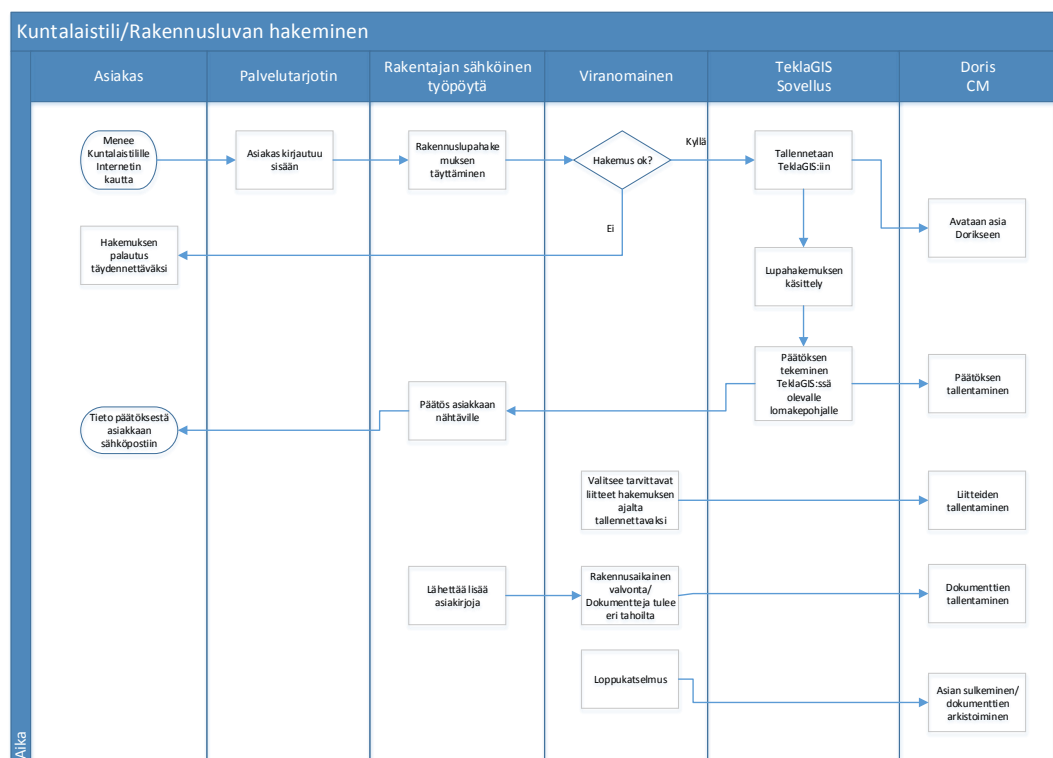 Kuntalaistili/Rakennusluvan hakeminen
Asiakas
Palvelutarjotin
Rakentajan sähköinen
työpöytä
Viranomainen
TeklaGIS
Sovellus
Doris
CM
Menee
Kuntalaistilille
Internetin
kautta
Asiakas kirjautuu
sisään
Rakennuslupahake
muksen
täyttäminen
Hakemus ok?
Kyllä
Tallennetaan
TeklaGIS:iin
Ei
Avataan asia
Dorikseen
Hakemuksen
palautus
täydennettäväksi
Lupahakemuksen
käsittely
Päätöksen
tekeminen
TeklaGIS:ssä
olevalle
lomakepohjalle
Päätöksen
tallentaminen
Päätös asiakkaan
nähtäville
Tieto päätöksestä
asiakkaan
sähköpostiin
Valitsee tarvittavat
liitteet hakemuksen
ajalta
tallennettavaksi
Liitteiden
tallentaminen
Lähettää lisää
asiakirjoja
Rakennusaikainen
valvonta/
Dokumentteja tulee
eri tahoilta
Dokumenttien
tallentaminen
Loppukatselmus
Asian sulkeminen/
dokumenttien
arkistoiminen
Aika